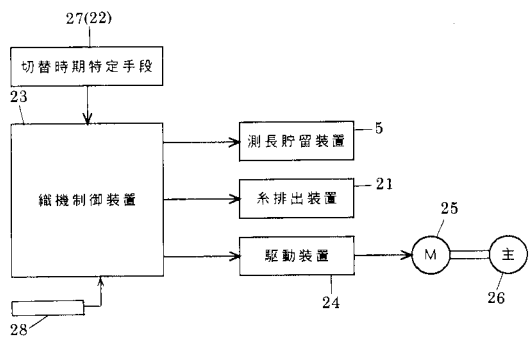 27(22)
切替時期特定手段
23
織機制御装置
測長貯留装置
5
糸排出装置
21
駆動装置
24
25
M
主
26
28